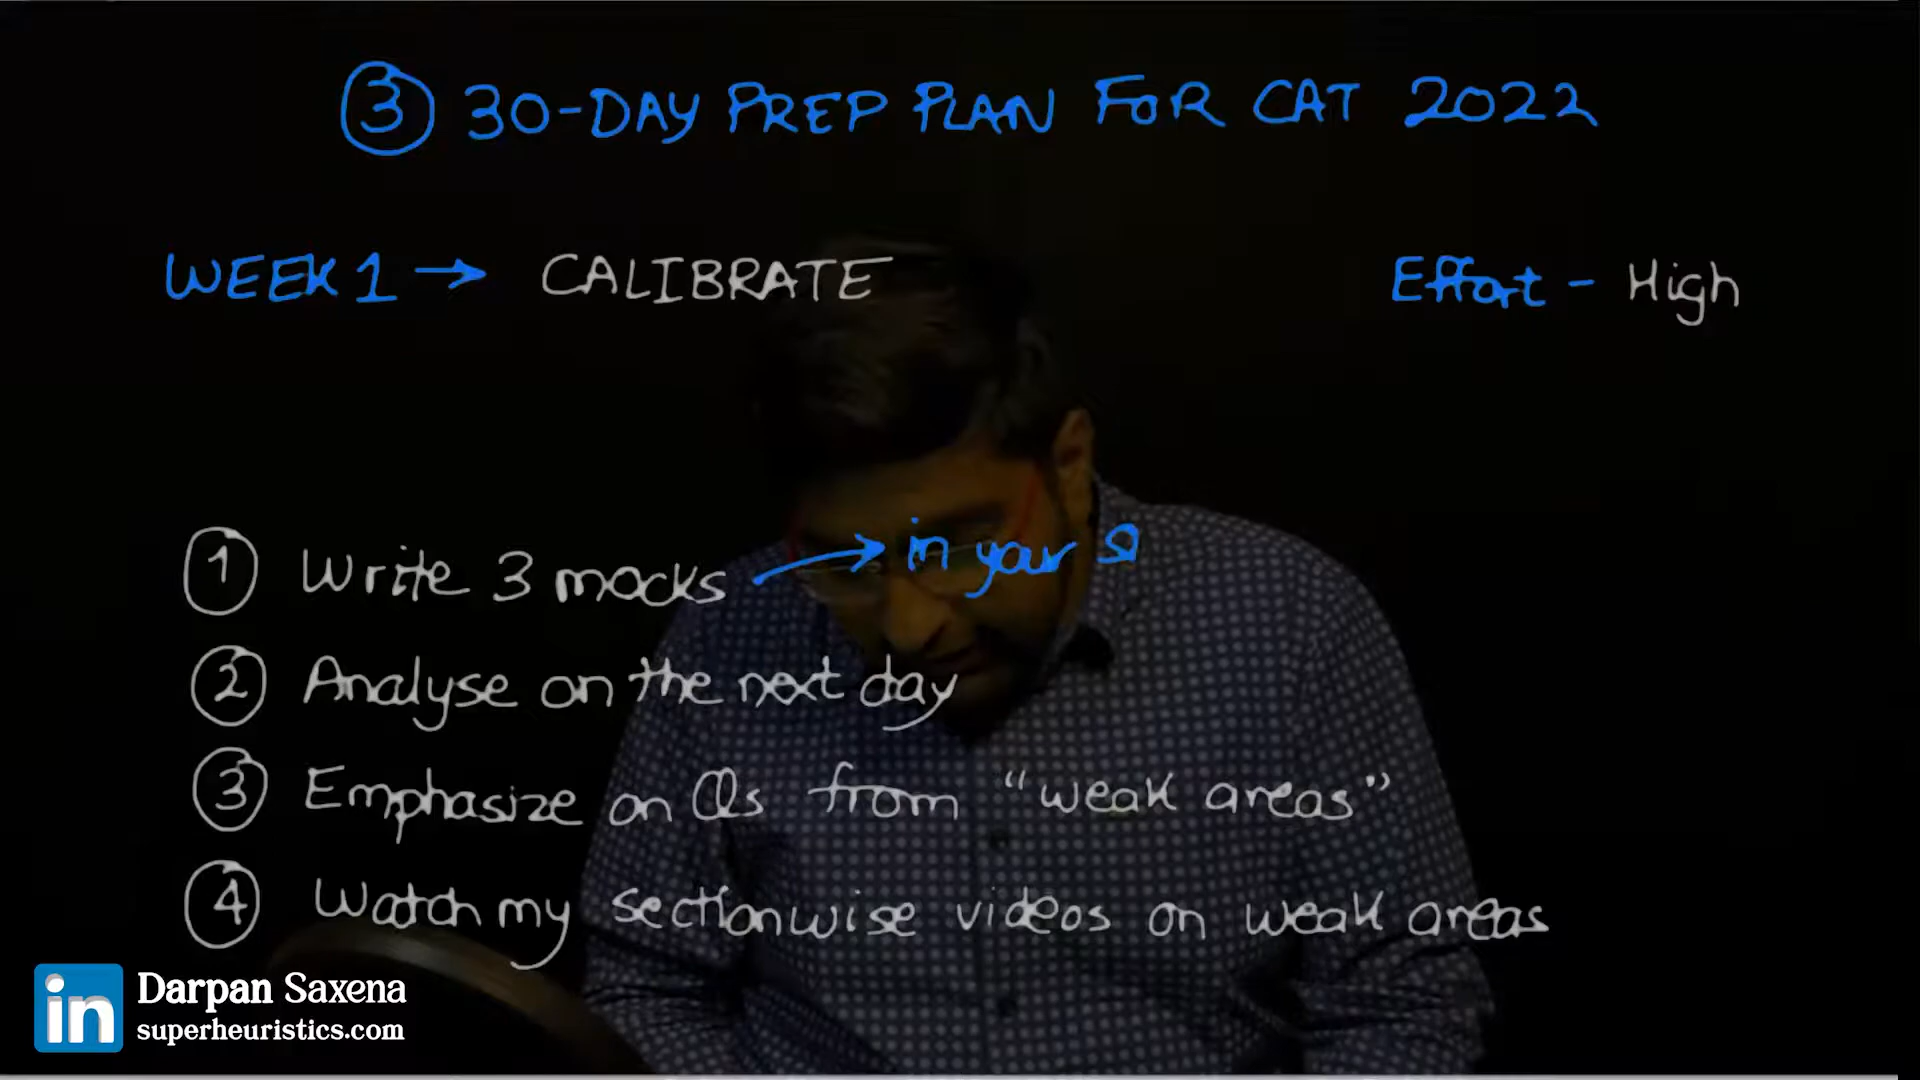 ③ 30-DAY PREP PLAN FOR CAT 2022
WEEK 1 → CALIBRATE Effort - High
① Write 3 mocks → in your
② Analyse on the next day
③ Emphasize on Qs from "weak areas"
④ Watch my sectionwise videos on weak areas
in Darpan Saxena
superheuristics.com